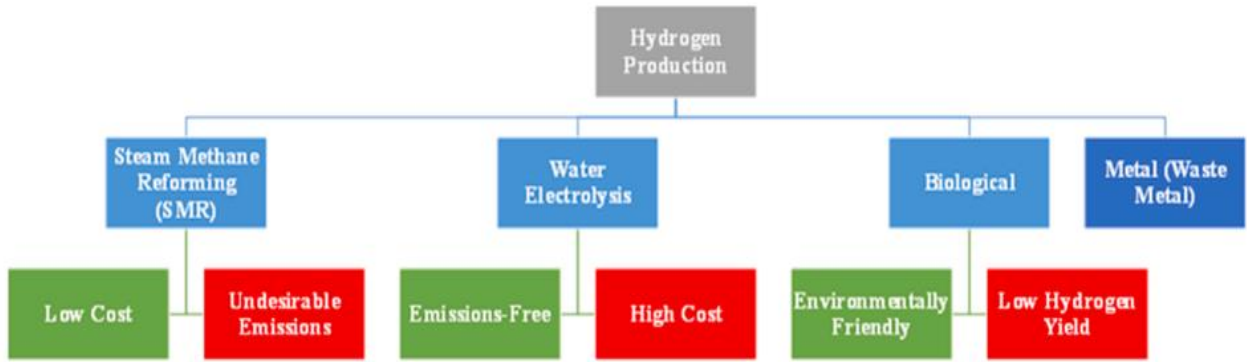 Hydrogen
Production
Steam Methane
Reforming
(SMR)
Water
Electrolysis
Biological
Metal (Waste
Metal)
Low Cost
Undesirable
Emissions
Emissions-Free
High Cost
Environmentally
Friendly
Low Hydrogen
Yield